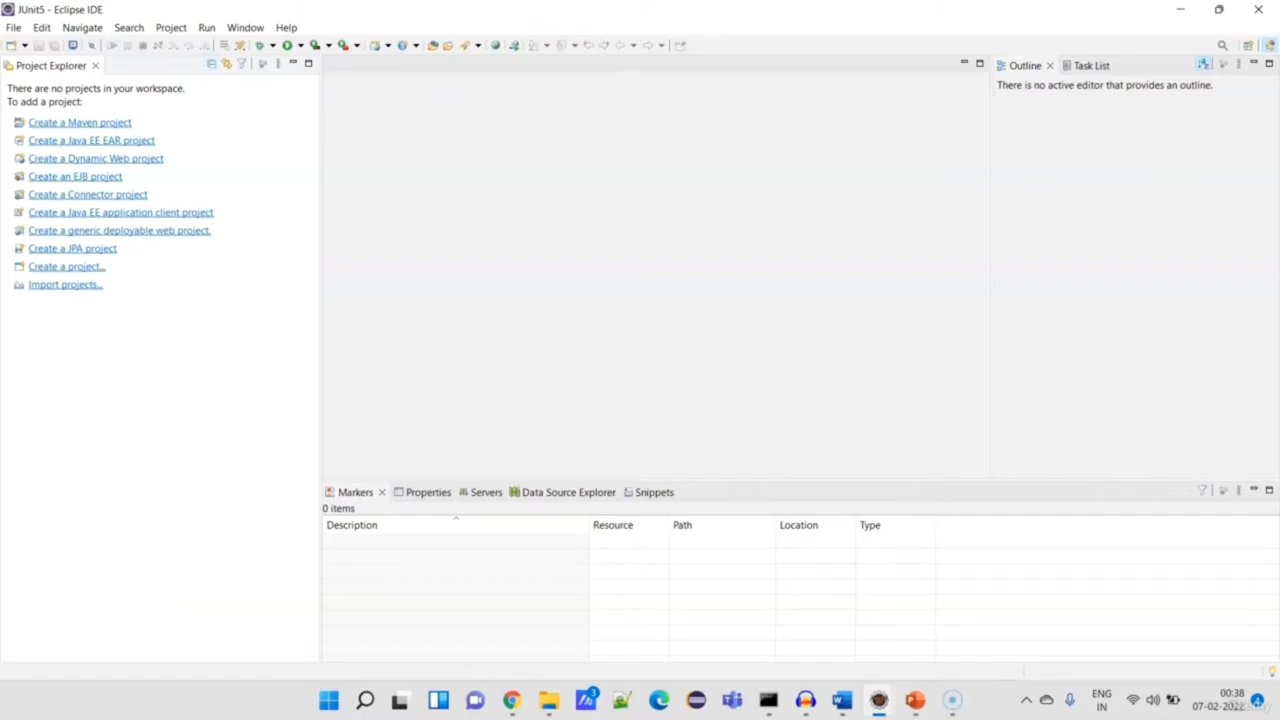 JUnit5 - Eclipse IDE
File Edit Navigate Search Project Run Window Help
Project Explorer
There are no projects in your workspace.
To add a project:
Create a Maven project
Create a Java EE EAR project
Create a Dynamic Web project
Create an EJB project
Create a Connector project
Create a Java EE application client project
Create a generic deployable web project.
Create a JPA project
Create a project...
Import projects...
Outline Task List
There is no active editor that provides an outline.
Markers Properties Servers Data Source Explorer Snippets
0 items
Description Resource Path Location Type
3
ENG
IN
00:38
07-02-2022